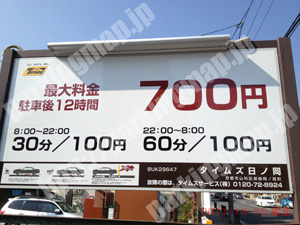 Times
最大料金
駐車後12時間
700円
8:00〜22:00
30分／100円
22:00〜8:00
60分／100円
BUK29647
タイムズ日ノ岡
故障の際は、タイムズサービス(株) 0120-72-8924
parkingmap.jp